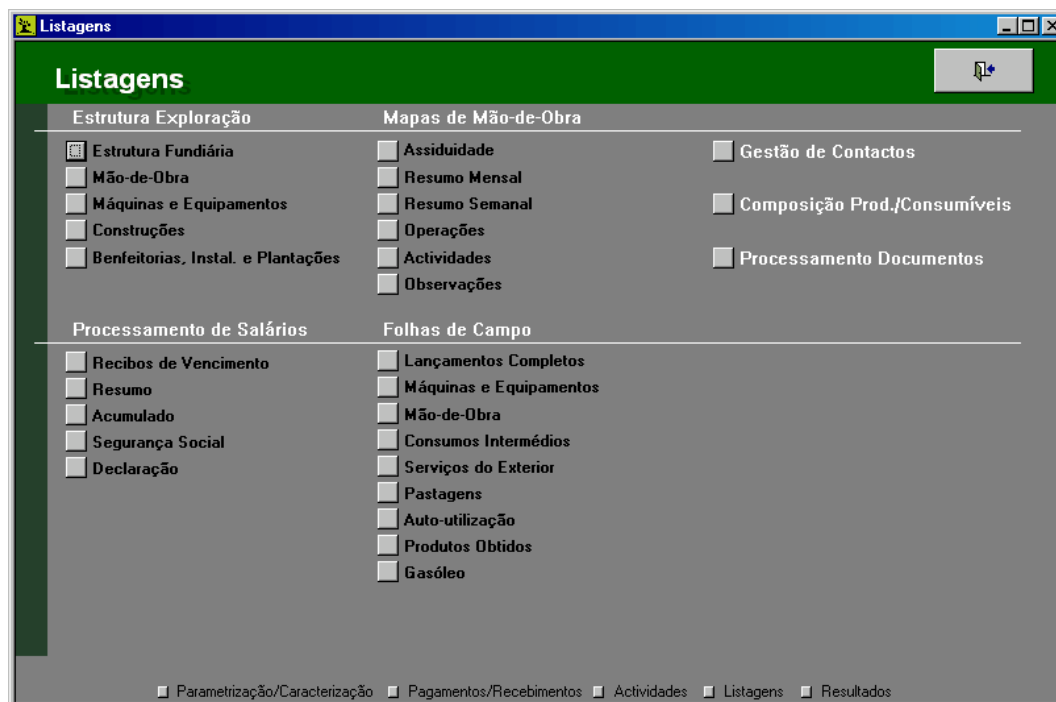 Listagens
Listagens
Estrutura Exploração
Estrutura Fundiária
Mão-de-Obra
Máquinas e Equipamentos
Construções
Benfeitorias, Instal. e Plantações
Mapas de Mão-de-Obra
Assiduidade
Resumo Mensal
Resumo Semanal
Operações
Actividades
Observações
Gestão de Contactos
Composição Prod./Consumíveis
Processamento Documentos
Processamento de Salários
Recibos de Vencimento
Resumo
Acumulado
Segurança Social
Declaração
Folhas de Campo
Lançamentos Completos
Máquinas e Equipamentos
Mão-de-Obra
Consumos Intermédios
Serviços do Exterior
Pastagens
Auto-utilização
Produtos Obtidos
Gasóleo
Parametrização/Caracterização Pagamentos/Recebimentos Actividades Listagens Resultados